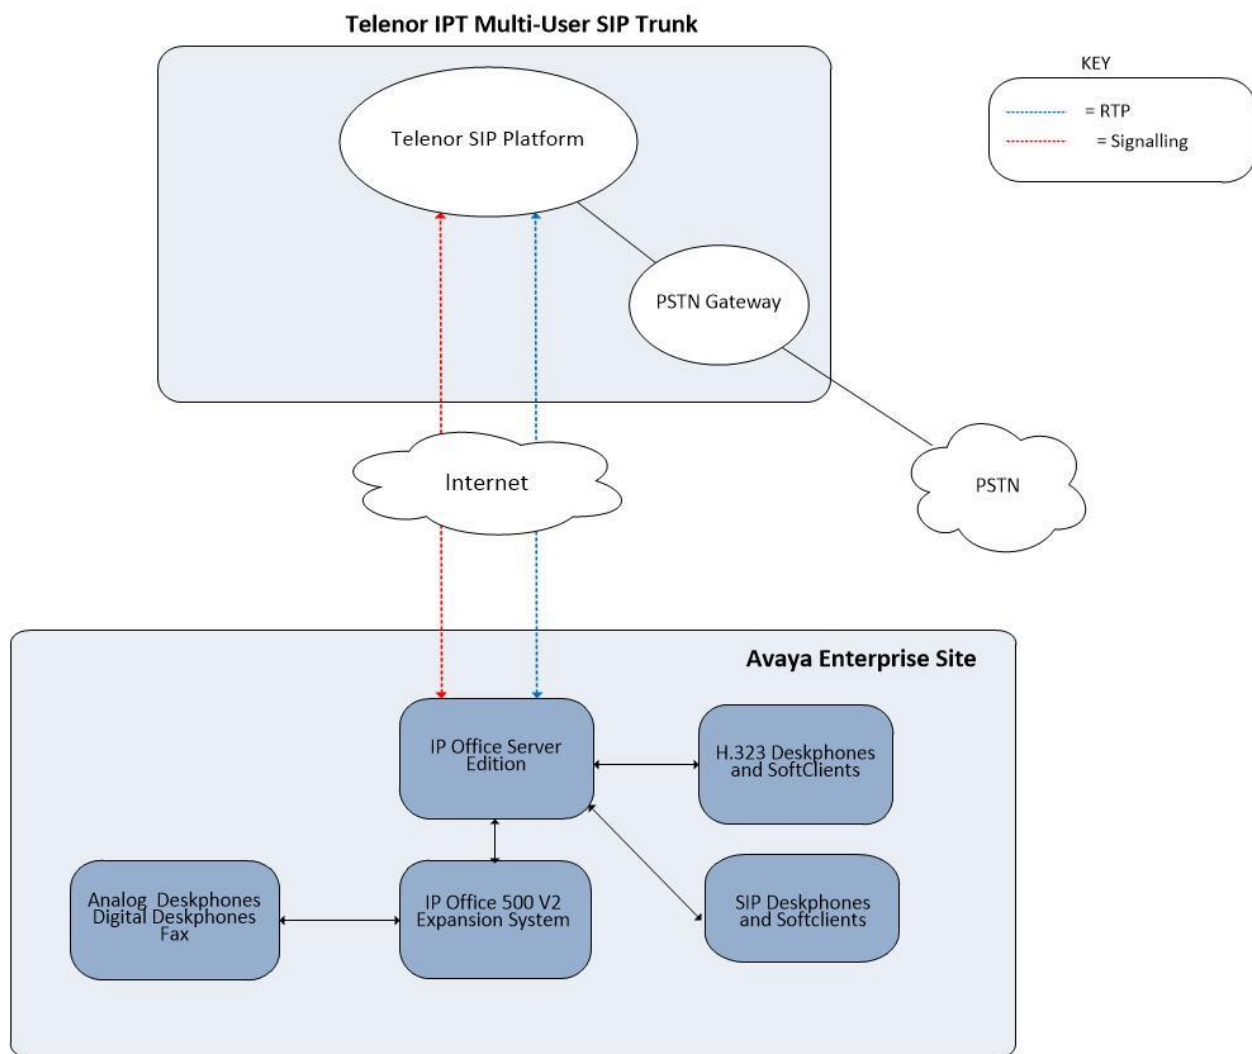 Telenor IPT Multi-User SIP Trunk
KEY
= RTP
= Signalling
Telenor SIP Platform
PSTN Gateway
Internet
PSTN
Avaya Enterprise Site
IP Office Server
Edition
H.323 Deskphones
and SoftClients
Analog Deskphones
Digital Deskphones
Fax
IP Office 500 V2
Expansion System
SIP Deskphones
and Softclients